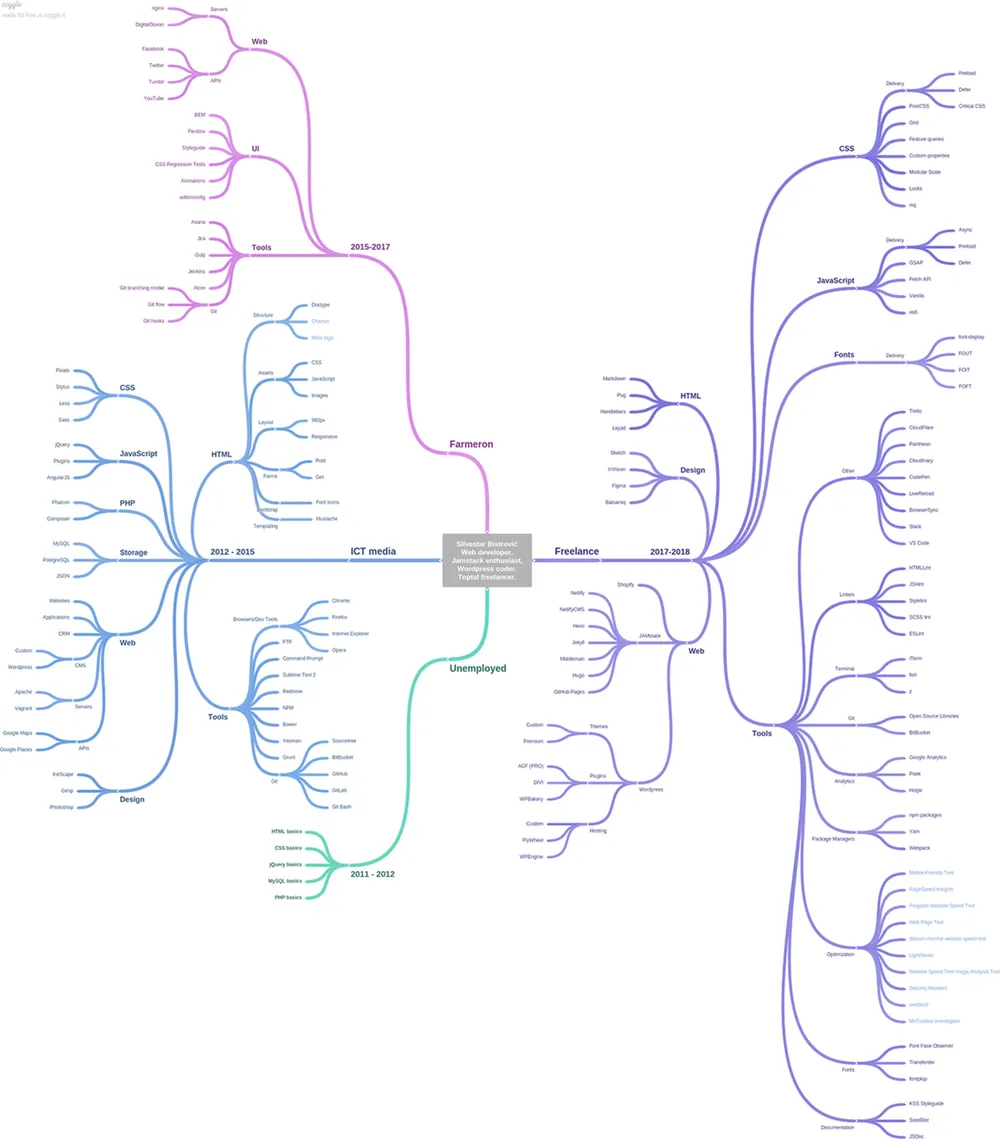 coggle
made for free at coggle.it
Silvestar Bistrović
Web developer,
Jamstack enthusiast,
Wordpress coder.
Toptal freelancer.
Farmeron
2015-2017
Web
Servers
nginx
DigitalOcean
APIs
Facebook
Twitter
Tumblr
YouTube
UI
BEM
Flexbox
Styleguide
CSS Regression Tests
Animations
editorconfig
Tools
Asana
Jira
Gulp
Jenkins
Atom
Git
Git branching model
Git flow
Git hooks
ICT media
2012 - 2015
CSS
Floats
Stylus
Less
Sass
JavaScript
jQuery
Plugins
AngularJS
PHP
Phalcon
Composer
Storage
MySQL
PostgreSQL
JSON
Web
Websites
Applications
CRM
CMS
Custom
Wordpress
Servers
Apache
Vagrant
APIs
Google Maps
Google Places
Design
InkScape
Gimp
Photoshop
HTML
Structure
Doctype
Charset
Meta tags
Assets
CSS
JavaScript
Images
Layout
960px
Responsive
Forms
Post
Get
Bootstrap
Font Icons
Templating
Mustache
Tools
Browsers/Dev Tools
Chrome
Firefox
Internet Explorer
Opera
FTP
Command Prompt
Sublime Text 2
Redmine
NPM
Bower
Yeoman
Grunt
Git
Sourcetree
BitBucket
GitHub
GitLab
Git Bash
Unemployed
2011 - 2012
HTML basics
CSS basics
jQuery basics
MySQL basics
PHP basics
Freelance
2017-2018
CSS
Delivery
Preload
Defer
Critical CSS
PostCSS
Grid
Feature queries
Custom properties
Modular Scale
Locks
mq
JavaScript
Delivery
Async
Preload
Defer
GSAP
Fetch API
Vanilla
es6
Fonts
Delivery
font-display
FOUT
FOIT
FOFT
HTML
Markdown
Pug
Handlebars
Liquid
Design
Sketch
InVision
Figma
Balsamiq
Web
Shopify
JAMstack
Netlify
NetlifyCMS
Hexo
Jekyll
Middleman
Hugo
GitHub Pages
Wordpress
Themes
Custom
Premium
Plugins
ACF (PRO)
DIVI
WPBakery
Hosting
Custom
FlyWheel
WPEngine
Tools
Other
Trello
CloudFlare
Pantheon
Cloudinary
CodePen
LiveReload
BrowserSync
Slack
VS Code
Linters
HTMLLint
JSHint
Stylelint
SCSS lint
ESLint
Terminal
iTerm
fish
z
Git
Open Source Libraries
BitBucket
Analytics
Google Analytics
Piwik
Hotjar
Package Managers
npm packages
Yarn
Webpack
Optimization
Mobile-Friendly Test
PageSpeed Insights
Pingdom Website Speed Test
Web Page Test
dotcom-monitor website speed test
Lighthouse
Website Speed Test Image Analysis Tool
Security Headers
MxToolbox Investigator
Fonts
Font Face Observer
Transfonter
fontplop
Documentation
KSS Styleguide
SassDoc
JSDoc